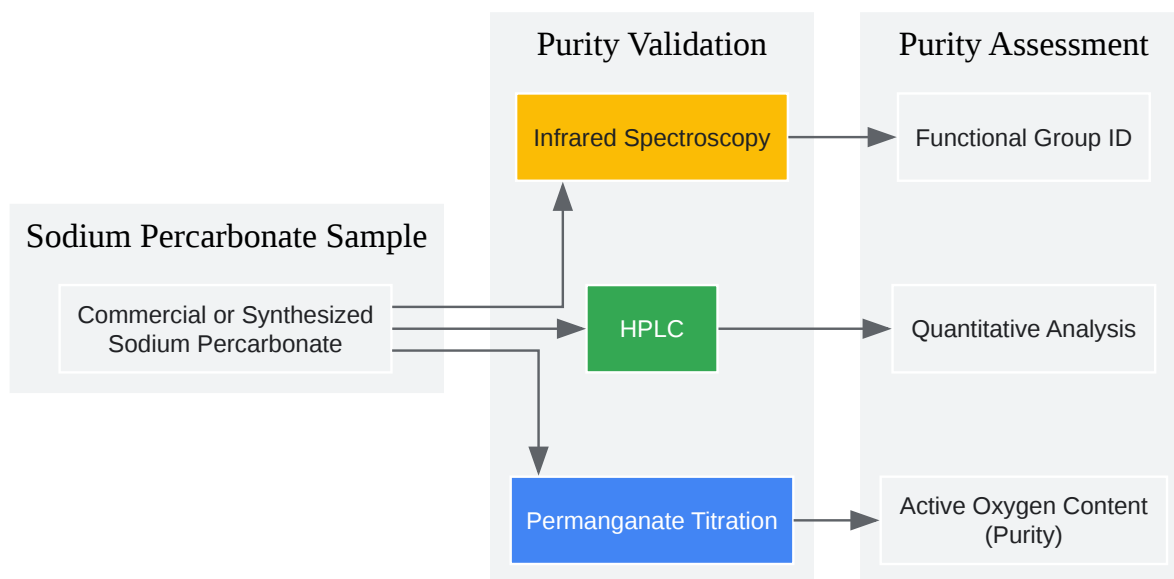 Purity Validation
Purity Assessment
Infrared Spectroscopy
Functional Group ID
Sodium Percarbonate Sample
Commercial or Synthesized
Sodium Percarbonate
HPLC
Quantitative Analysis
Permanganate Titration
Active Oxygen Content
(Purity)